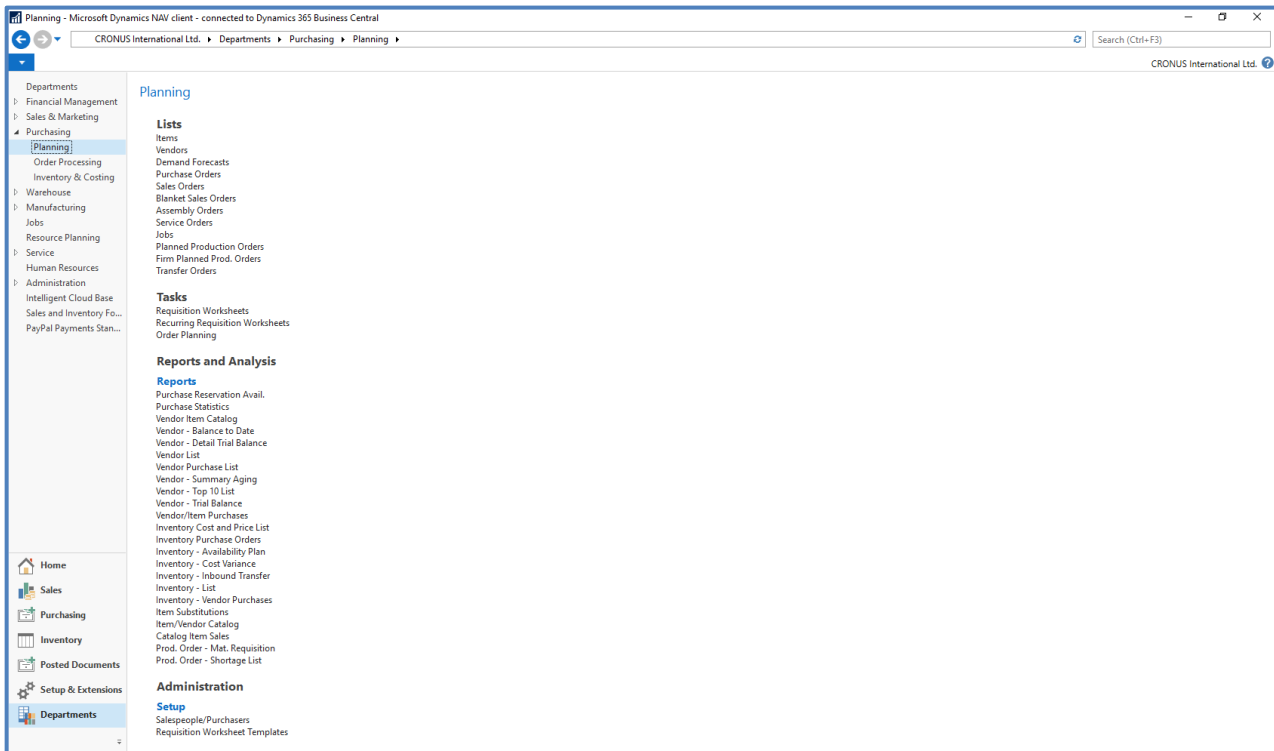 Planning - Microsoft Dynamics NAV client - connected to Dynamics 365 Business Central
CRONUS International Ltd. ▸ Departments ▸ Purchasing ▸ Planning ▸
Search (Ctrl+F3)
CRONUS International Ltd.
Departments
Financial Management
Sales & Marketing
Purchasing
Planning
Order Processing
Inventory & Costing
Warehouse
Manufacturing
Jobs
Resource Planning
Service
Human Resources
Administration
Intelligent Cloud Base
Sales and Inventory Fo...
PayPal Payments Stan...
Home
Sales
Purchasing
Inventory
Posted Documents
Setup & Extensions
Departments
Planning
Lists
Items
Vendors
Demand Forecasts
Purchase Orders
Sales Orders
Blanket Sales Orders
Assembly Orders
Service Orders
Jobs
Planned Production Orders
Firm Planned Prod. Orders
Transfer Orders
Tasks
Requisition Worksheets
Recurring Requisition Worksheets
Order Planning
Reports and Analysis
Reports
Purchase Reservation Avail.
Purchase Statistics
Vendor Item Catalog
Vendor - Balance to Date
Vendor - Detail Trial Balance
Vendor List
Vendor Purchase List
Vendor - Summary Aging
Vendor - Top 10 List
Vendor - Trial Balance
Vendor/Item Purchases
Inventory Cost and Price List
Inventory Purchase Orders
Inventory - Availability Plan
Inventory - Cost Variance
Inventory - Inbound Transfer
Inventory - List
Inventory - Vendor Purchases
Item Substitutions
Item/Vendor Catalog
Catalog Item Sales
Prod. Order - Mat. Requisition
Prod. Order - Shortage List
Administration
Setup
Salespeople/Purchasers
Requisition Worksheet Templates